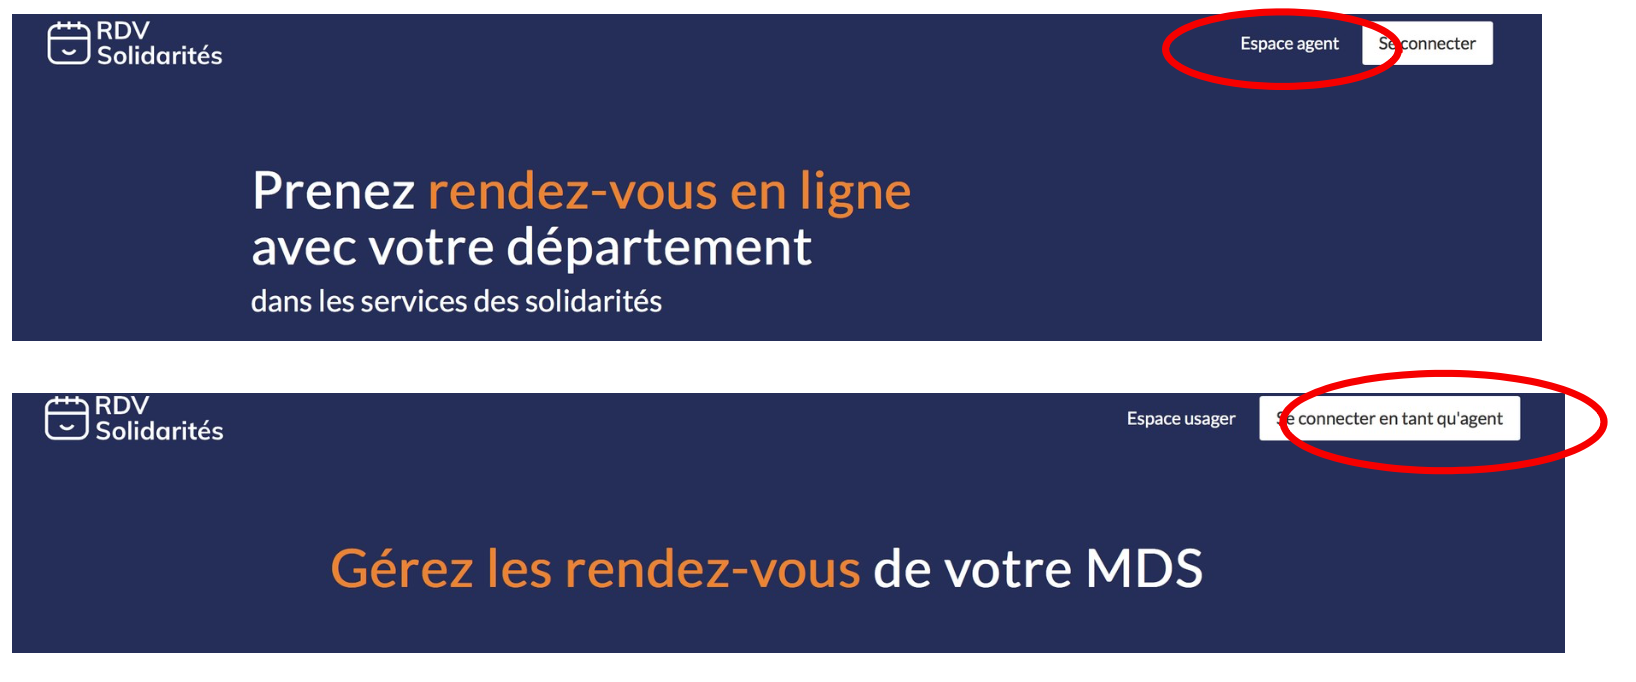 RDV
Solidarités
Espace agent
Se connecter
Prenez rendez-vous en ligne
avec votre département
dans les services des solidarités
RDV
Solidarités
Espace usager
Se connecter en tant qu'agent
Gérez les rendez-vous de votre MDS